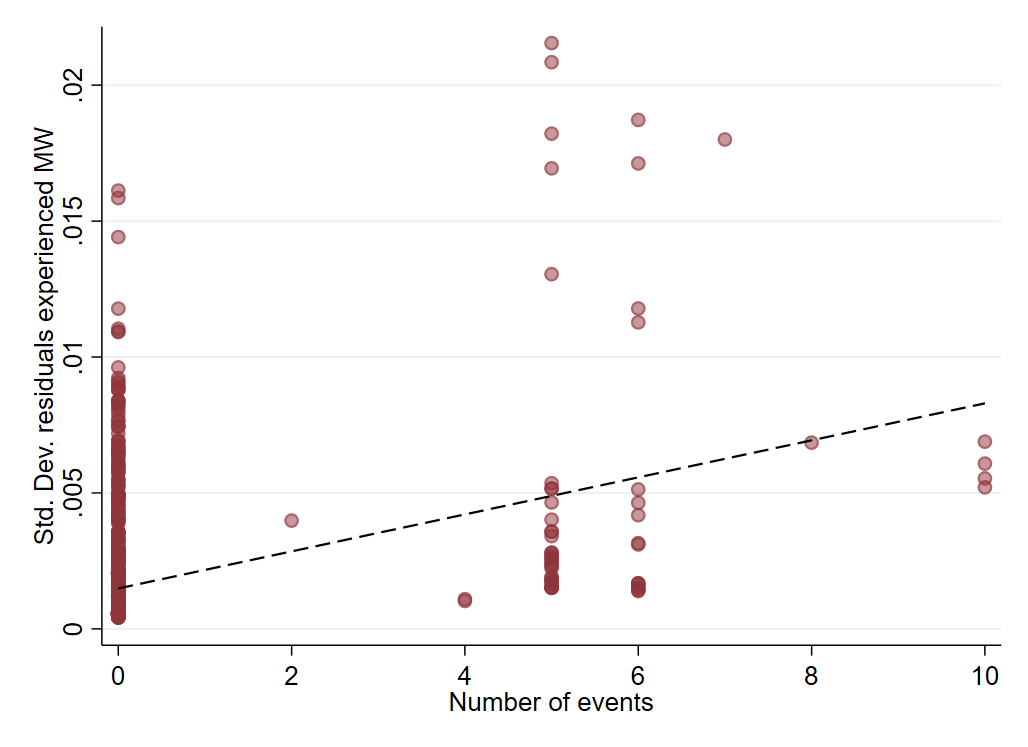 Std. Dev. residuals experienced MW
.02
.015
.01
.005
0
0 2 4 6 8 10
Number of events